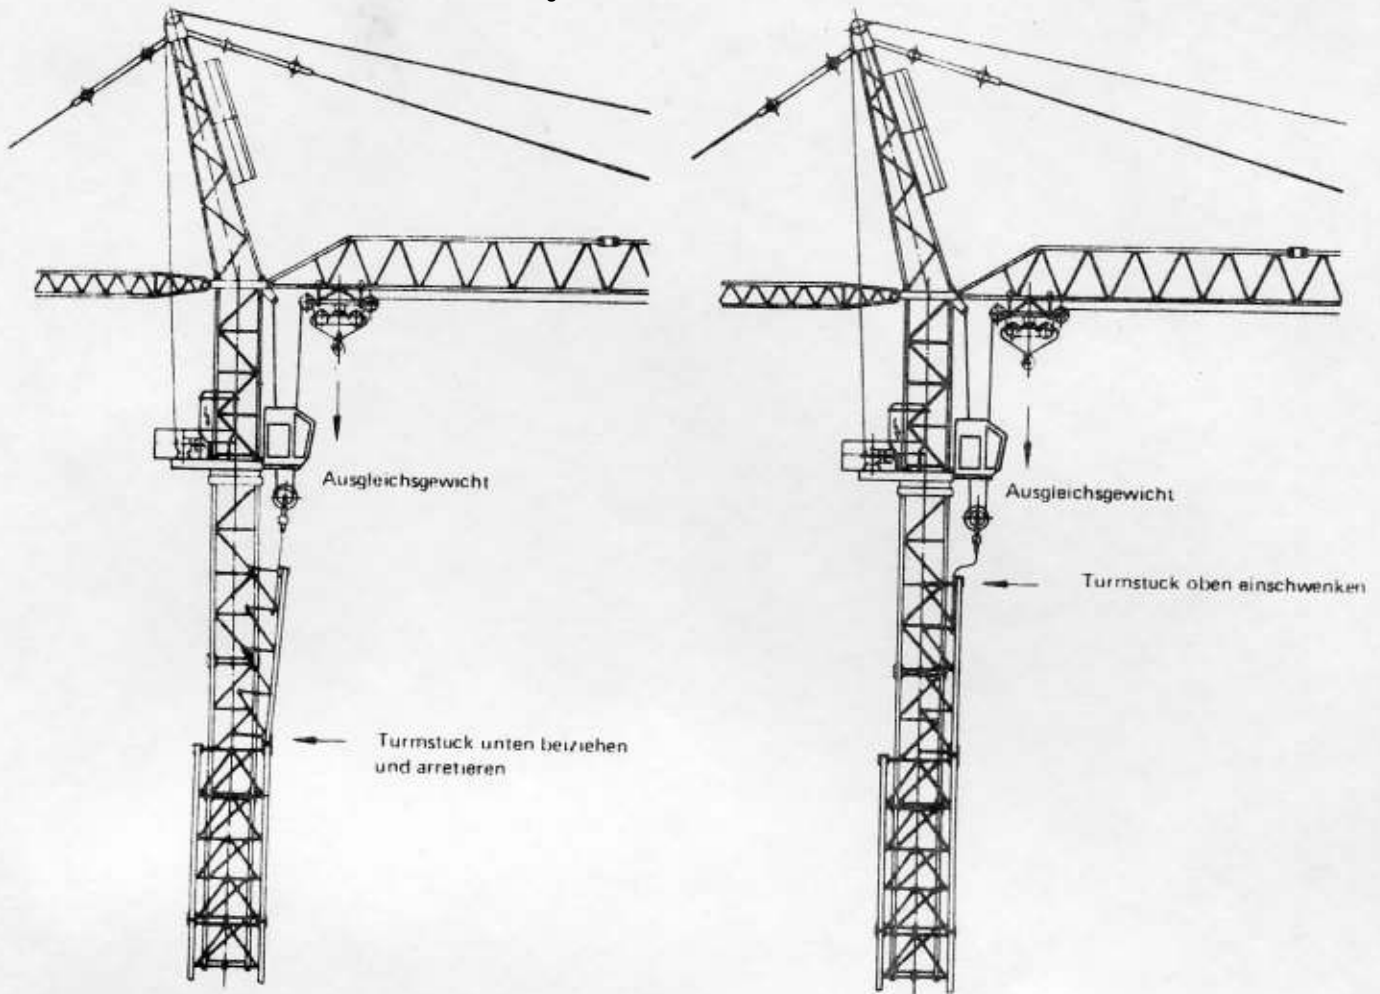 Ausgleichsgewicht
Turmstuck unten beiziehen
und arretieren
Ausgleichsgewicht
Turmstuck oben einschwenken